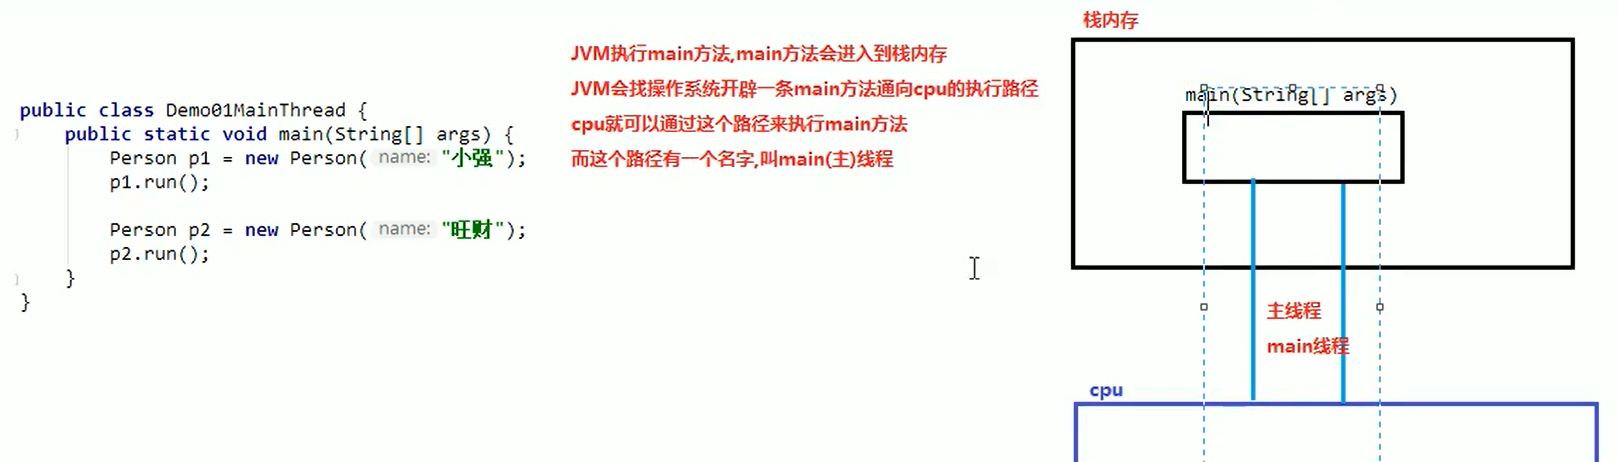 public class Demo01MainThread {
public static void main(String[] args) {
Person p1 = new Person( name: "小强");
p1.run();
Person p2 = new Person( name: "旺财");
p2.run();
}
}
JVM执行main方法,main方法会进入到栈内存
JVM会找操作系统开辟一条main方法通向cpu的执行路径
cpu就可以通过这个路径来执行main方法
而这个路径有一个名字,叫main(主)线程
栈内存
main(String[] args)
主线程
main线程
cpu